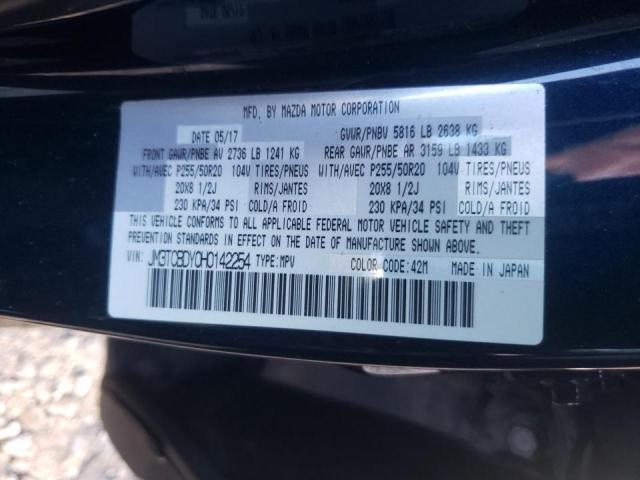 MFD. BY MAZDA MOTOR CORPORATION
DATE 05/17 GVWR/PNBV 5816 LB 2638 KG
FRONT GAWR/PNBE AV 2736 LB 1241 KG REAR GAWR/PNBE AR 3159 LB 1433 KG
WITH/AVEC P255/50R20 104V TIRES/PNEUS WITH/AVEC P255/50R20 104V TIRES/PNEUS
20X8 1/2J RIMS/JANTES 20X8 1/2J RIMS/JANTES
230 KPA/34 PSI COLD/A FROID 230 KPA/34 PSI COLD/A FROID
THIS VEHICLE CONFORMS TO ALL APPLICABLE FEDERAL MOTOR VEHICLE SAFETY AND THEFT
PREVENTION STANDARDS IN EFFECT ON THE DATE OF MANUFACTURE SHOWN ABOVE.
VIN: JM3TCBDY0H0142254 TYPE:MPV COLOR CODE:42M MADE IN JAPAN